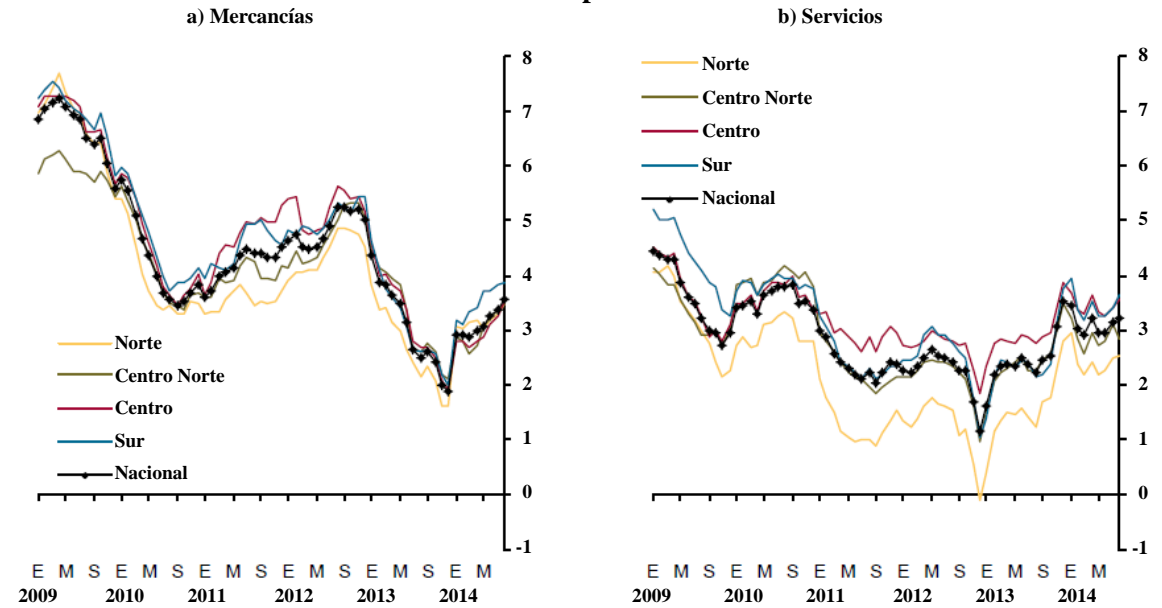 a) Mercancías
8
7
6
5
4
3
2
1
0
-1
Norte
Centro Norte
Centro
Sur
Nacional
E M S E M S E M S E M S E M S E M
2009 2010 2011 2012 2013 2014
b) Servicios
Norte
Centro Norte
Centro
Sur
Nacional
8
7
6
5
4
3
2
1
0
-1
E M S E M S E M S E M S E M S E M
2009 2010 2011 2012 2013 2014